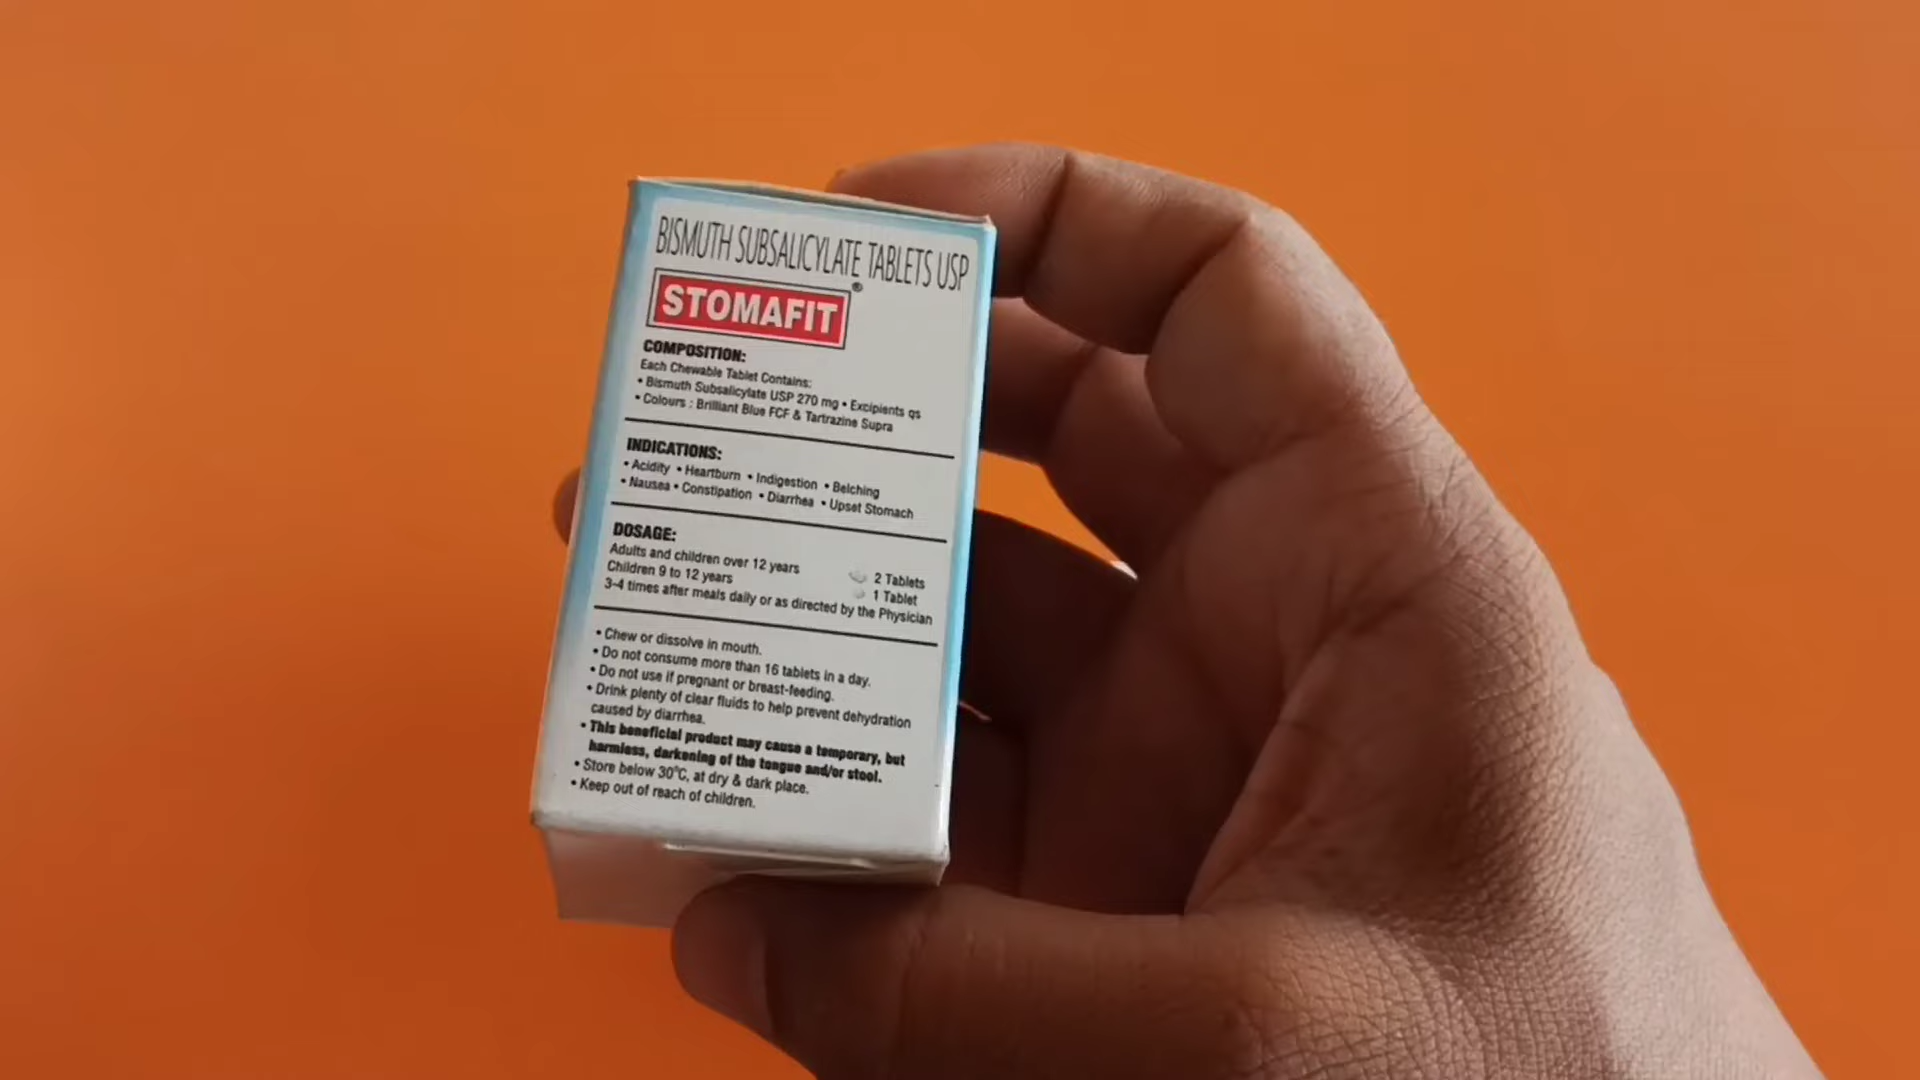 BISMUTH SUBSALICYLATE TABLETS USP
STOMAFIT®
COMPOSITION:
Each Chewable Tablet Contains:
• Bismuth Subsalicylate USP 270 mg • Excipients qs
• Colours : Brilliant Blue FCF & Tartrazine Supra
INDICATIONS:
• Acidity • Heartburn • Indigestion • Belching
• Nausea • Constipation • Diarrhea • Upset Stomach
DOSAGE:
Adults and children over 12 years 2 Tablets
Children 9 to 12 years 1 Tablet
3-4 times after meals daily or as directed by the Physician
• Chew or dissolve in mouth.
• Do not consume more than 16 tablets in a day.
• Do not use if pregnant or breast-feeding.
• Drink plenty of clear fluids to help prevent dehydration
caused by diarrhea.
• This beneficial product may cause a temporary, but
harmless, darkening of the tongue and/or stool.
• Store below 30°C, at dry & dark place.
• Keep out of reach of children.